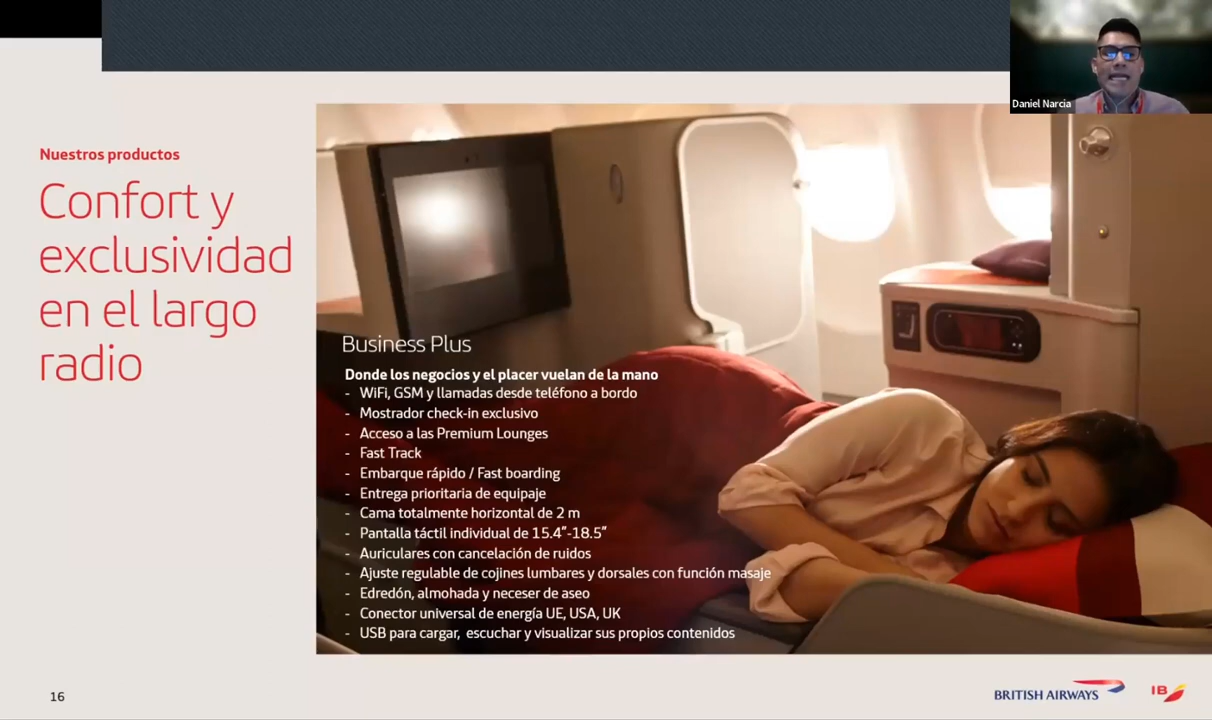 Daniel Narcia
Nuestros productos
Confort y
exclusividad
en el largo
radio
Business Plus
Donde los negocios y el placer vuelan de la mano
- WiFi, GSM y llamadas desde teléfono a bordo
- Mostrador check-in exclusivo
- Acceso a las Premium Lounges
- Fast Track
- Embarque rápido / Fast boarding
- Entrega prioritaria de equipaje
- Cama totalmente horizontal de 2 m
- Pantalla táctil individual de 15.4”-18.5”
- Auriculares con cancelación de ruidos
- Ajuste regulable de cojines lumbares y dorsales con función masaje
- Edredón, almohada y neceser de aseo
- Conector universal de energía UE, USA, UK
- USB para cargar, escuchar y visualizar sus propios contenidos
16
BRITISH AIRWAYS
IB